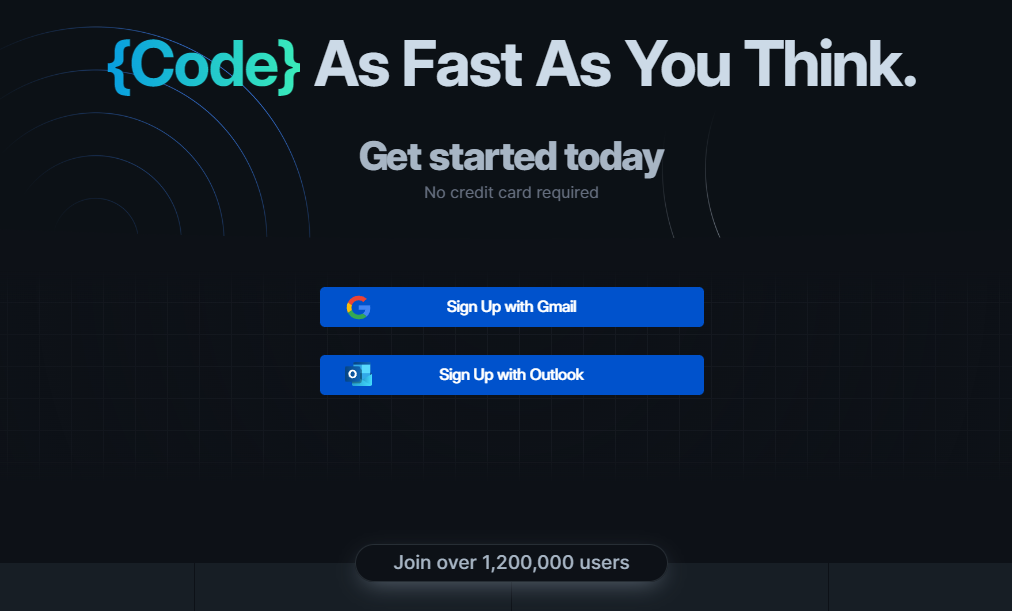 {Code} As Fast As You Think.
Get started today
No credit card required
Sign Up with Gmail
Sign Up with Outlook
Join over 1,200,000 users